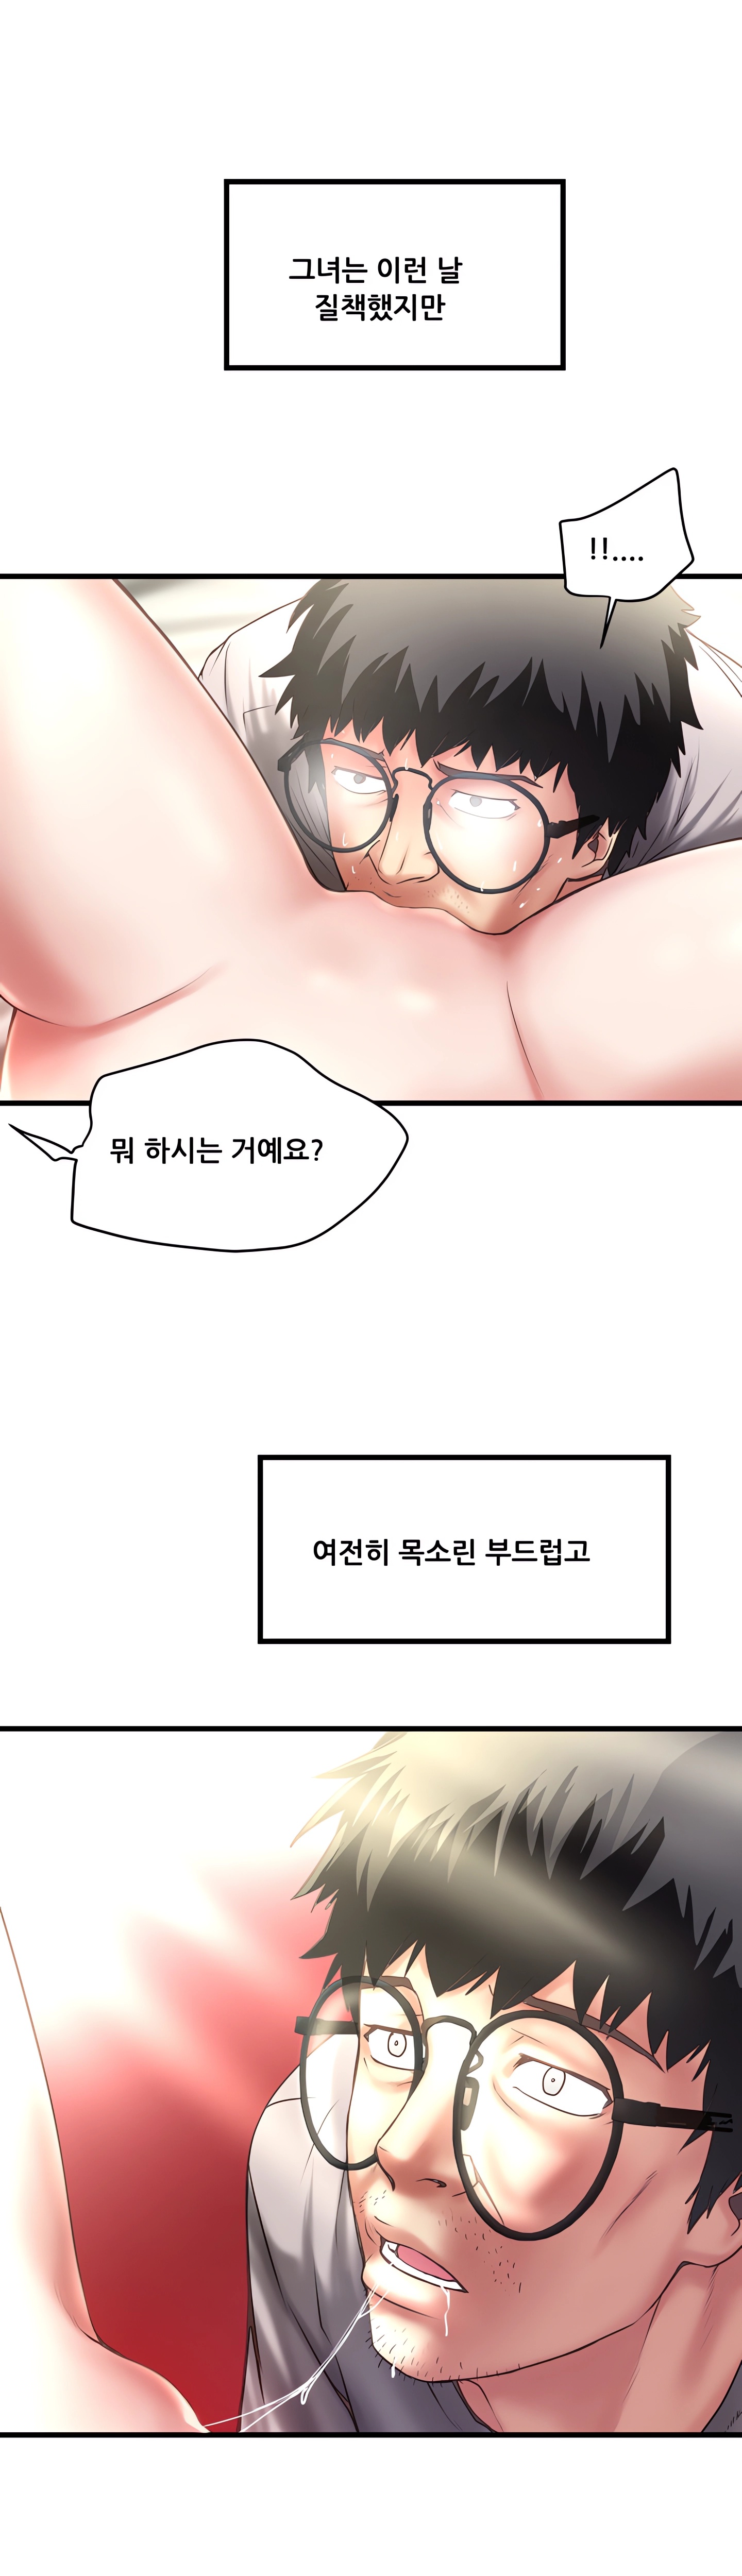 그녀는 이런 날
질책했지만
!!....
뭐 하시는 거예요?
여전히 목소린 부드럽고